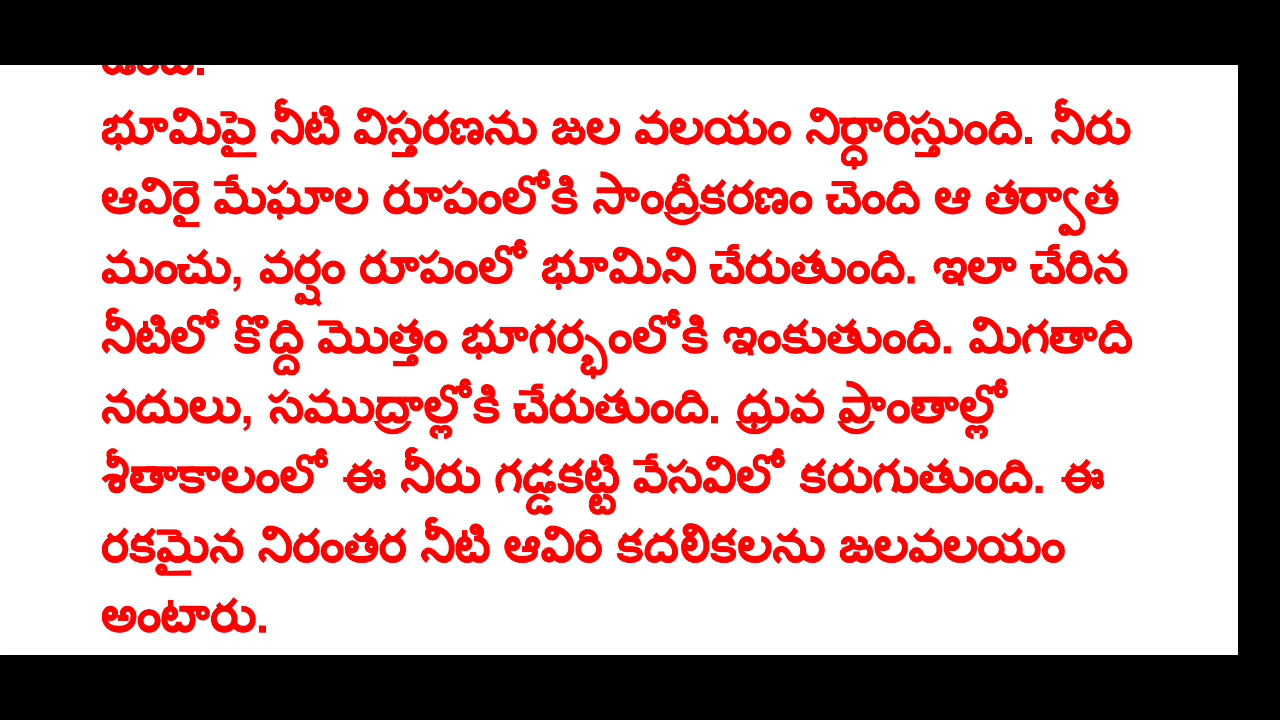 భూమిపై నీటి విస్తరణను జల వలయం నిర్ధారిస్తుంది. నీరు
ఆవిరై మేఘాల రూపంలోకి సాంద్రీకరణం చెంది ఆ తర్వాత
మంచు, వర్షం రూపంలో భూమిని చేరుతుంది. ఇలా చేరిన
నీటిలో కొద్ది మొత్తం భూగర్భంలోకి ఇంకుతుంది. మిగతాది
నదులు, సముద్రాల్లోకి చేరుతుంది. ధ్రువ ప్రాంతాల్లో
శీతాకాలంలో ఈ నీరు గడ్డకట్టి వేసవిలో కరుగుతుంది. ఈ
రకమైన నిరంతర నీటి ఆవిరి కదలికలను జలవలయం
అంటారు.